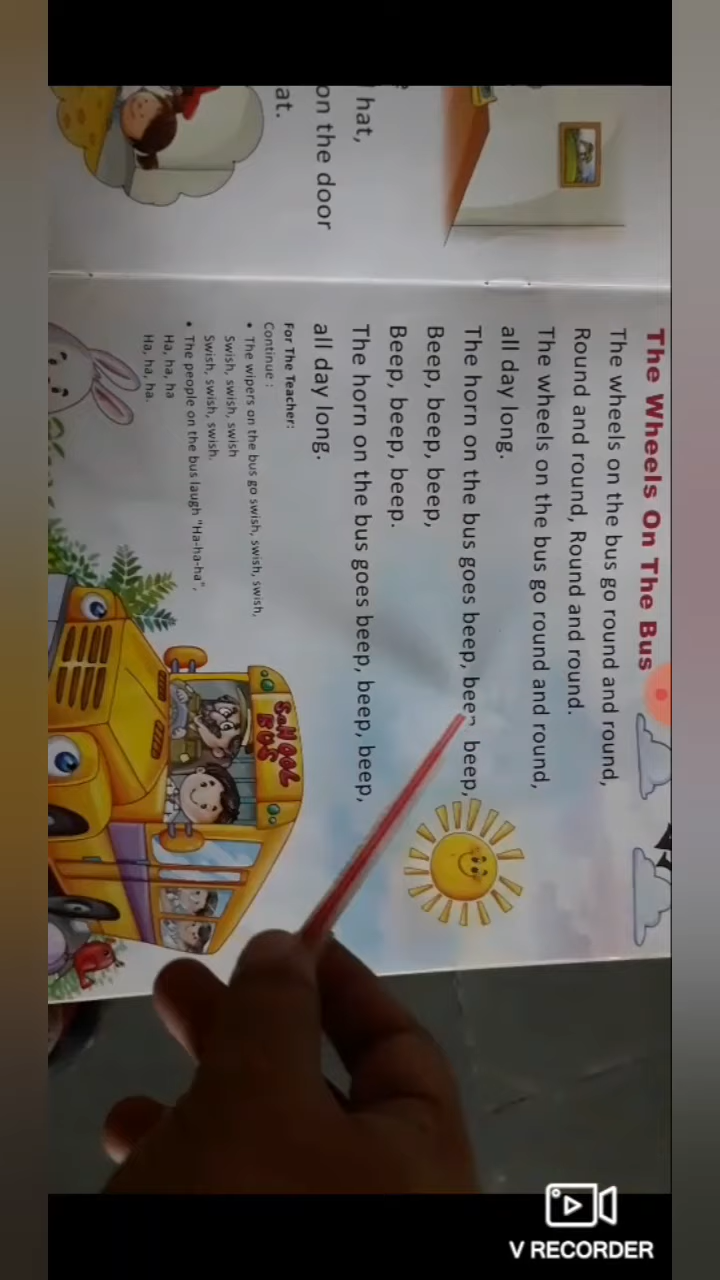 hat,
on the door
at.
The Wheels On The Bus
The wheels on the bus go round and round,
Round and round, Round and round.
The wheels on the bus go round and round,
all day long.
The horn on the bus goes beep, beep, beep,
Beep, beep, beep,
Beep, beep, beep.
The horn on the bus goes beep, beep, beep,
all day long.
For The Teacher:
Continue :
• The wipers on the bus go swish, swish, swish,
Swish, swish, swish
Swish, swish, swish.
• The people on the bus laugh "Ha-ha-ha",
Ha, ha, ha
Ha, ha, ha.
SCHOOL
BUS
V RECORDER